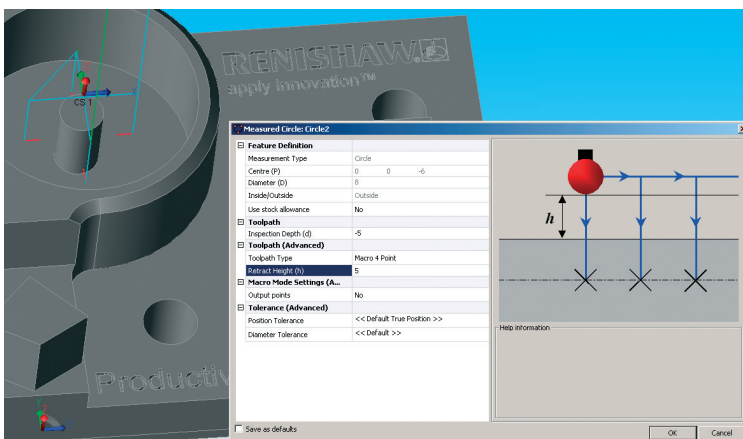 RENISHAW
apply innovation™
CS 1
Productiv
Measured Circle: Circle2
Feature Definition
Measurement Type Circle
Centre (P) 0 0 -6
Diameter (D) 8
Inside/Outside Outside
Use stock allowance No
Toolpath
Inspection Depth (d) -5
Toolpath (Advanced)
Toolpath Type Macro 4 Point
Retract Height (h) 5
Macro Mode Settings (A...
Output points No
Tolerance (Advanced)
Position Tolerance << Default True Position >>
Diameter Tolerance << Default >>
h
Help information
Save as defaults
OK Cancel